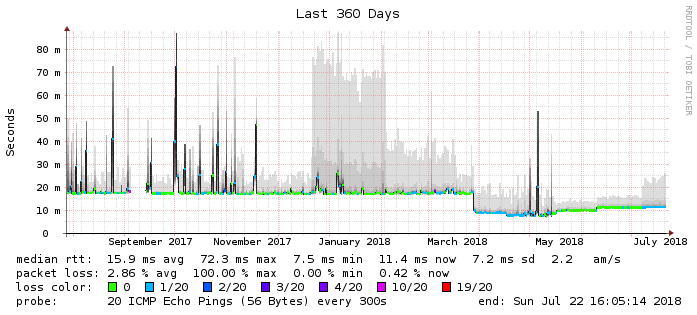 Last 360 Days
RRDTOOL / TOBI OETIKER
Seconds
80 m
70 m
60 m
50 m
40 m
30 m
20 m
10 m
0
September 2017 November 2017 January 2018 March 2018 May 2018 July 2018
median rtt: 15.9 ms avg 72.3 ms max 7.5 ms min 11.4 ms now 7.2 ms sd 2.2 am/s
packet loss: 2.86 % avg 100.00 % max 0.00 % min 0.42 % now
loss color: 0 1/20 2/20 3/20 4/20 10/20 19/20
probe: 20 ICMP Echo Pings (56 Bytes) every 300s end: Sun Jul 22 16:05:14 2018